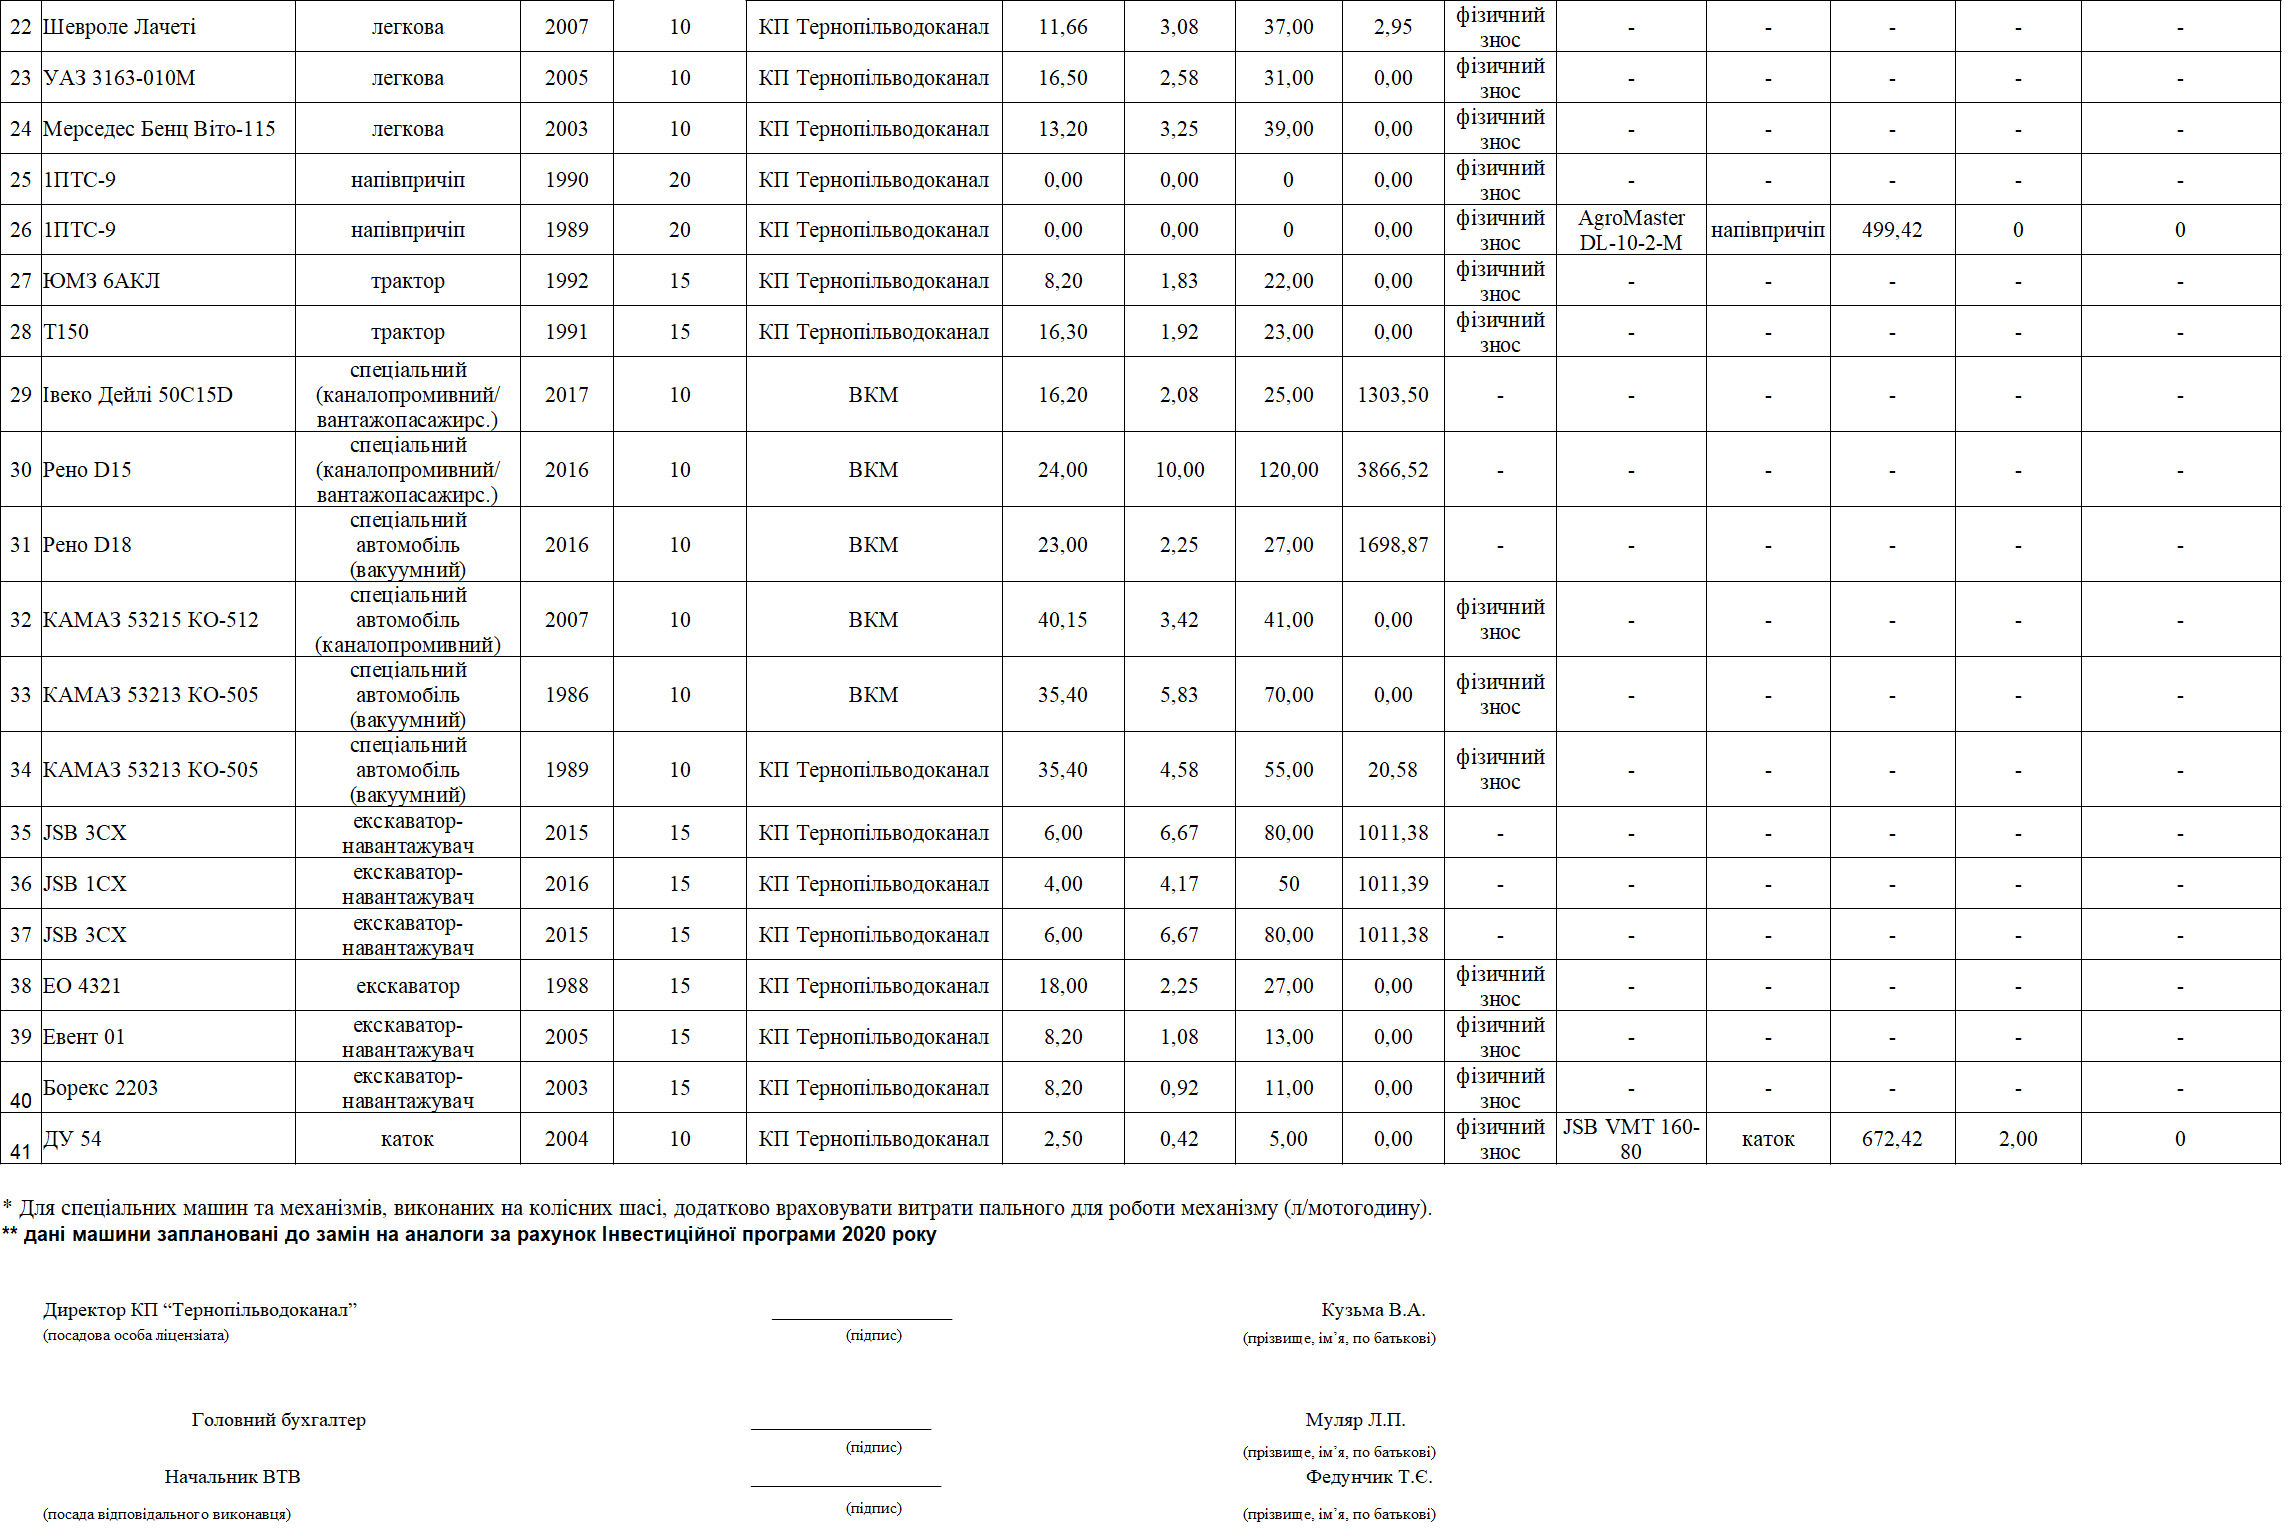 22 Шевроле Лачеті легкова 2007 10 КП Тернопільводоканал 11,66 3,08 37,00 2,95 фізичний знос - - - - -
23 УАЗ 3163-010М легкова 2005 10 КП Тернопільводоканал 16,50 2,58 31,00 0,00 фізичний знос - - - - -
24 Мерседес Бенц Віто-115 легкова 2003 10 КП Тернопільводоканал 13,20 3,25 39,00 0,00 фізичний знос - - - - -
25 1ПТС-9 напівпричіп 1990 20 КП Тернопільводоканал 0,00 0,00 0 0,00 фізичний знос - - - - -
26 1ПТС-9 напівпричіп 1989 20 КП Тернопільводоканал 0,00 0,00 0 0,00 фізичний знос AgroMaster DL-10-2-M напівпричіп 499,42 0 0
27 ЮМЗ 6АКЛ трактор 1992 15 КП Тернопільводоканал 8,20 1,83 22,00 0,00 фізичний знос - - - - -
28 Т150 трактор 1991 15 КП Тернопільводоканал 16,30 1,92 23,00 0,00 фізичний знос - - - - -
29 Івеко Дейлі 50С15D спеціальний (каналопромивний/ вантажопасажирс.) 2017 10 ВКМ 16,20 2,08 25,00 1303,50 - - - - - -
30 Рено D15 спеціальний (каналопромивний/ вантажопасажирс.) 2016 10 ВКМ 24,00 10,00 120,00 3866,52 - - - - - -
31 Рено D18 спеціальний автомобіль (вакуумний) 2016 10 ВКМ 23,00 2,25 27,00 1698,87 - - - - - -
32 КАМАЗ 53215 КО-512 спеціальний автомобіль (каналопромивний) 2007 10 ВКМ 40,15 3,42 41,00 0,00 фізичний знос - - - - -
33 КАМАЗ 53213 КО-505 спеціальний автомобіль (вакуумний) 1986 10 ВКМ 35,40 5,83 70,00 0,00 фізичний знос - - - - -
34 КАМАЗ 53213 КО-505 спеціальний автомобіль (вакуумний) 1989 10 КП Тернопільводоканал 35,40 4,58 55,00 20,58 фізичний знос - - - - -
35 JSB 3CX екскаватор-навантажувач 2015 15 КП Тернопільводоканал 6,00 6,67 80,00 1011,38 - - - - - -
36 JSB 1CX екскаватор-навантажувач 2016 15 КП Тернопільводоканал 4,00 4,17 50 1011,39 - - - - - -
37 JSB 3CX екскаватор-навантажувач 2015 15 КП Тернопільводоканал 6,00 6,67 80,00 1011,38 - - - - - -
38 ЕО 4321 екскаватор 1988 15 КП Тернопільводоканал 18,00 2,25 27,00 0,00 фізичний знос - - - - -
39 Евент 01 екскаватор-навантажувач 2005 15 КП Тернопільводоканал 8,20 1,08 13,00 0,00 фізичний знос - - - - -
40 Борекс 2203 екскаватор-навантажувач 2003 15 КП Тернопільводоканал 8,20 0,92 11,00 0,00 фізичний знос - - - - -
41 ДУ 54 каток 2004 10 КП Тернопільводоканал 2,50 0,42 5,00 0,00 фізичний знос JSB VMT 160-80 каток 672,42 2,00 0
* Для спеціальних машин та механізмів, виконаних на колісних шасі, додатково враховувати витрати пального для роботи механізму (л/мотогодину).
** дані машини заплановані до замін на аналоги за рахунок Інвестиційної програми 2020 року
Директор КП “Тернопільводоканал” __________________ Кузьма В.А.
(посадова особа ліцензіата) (підпис) (прізвище, ім’я, по батькові)
Головний бухгалтер __________________ Муляр Л.П.
(підпис) (прізвище, ім’я, по батькові)
Начальник ВТВ ___________________ Федунчик Т.Є.
(посада відповідального виконавця) (підпис) (прізвище, ім’я, по батькові)